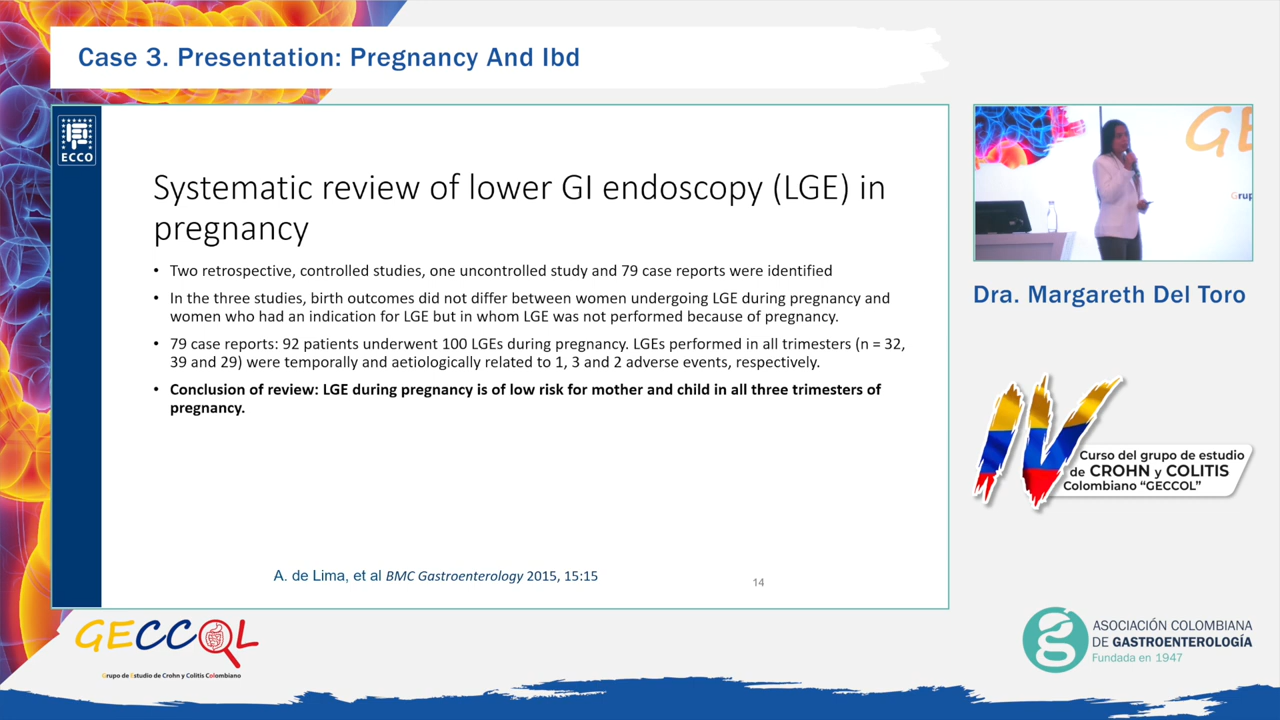 Case 3. Presentation: Pregnancy And Ibd
ECCO
Systematic review of lower GI endoscopy (LGE) in
pregnancy
• Two retrospective, controlled studies, one uncontrolled study and 79 case reports were identified
• In the three studies, birth outcomes did not differ between women undergoing LGE during pregnancy and
women who had an indication for LGE but in whom LGE was not performed because of pregnancy.
• 79 case reports: 92 patients underwent 100 LGEs during pregnancy. LGEs performed in all trimesters (n = 32,
39 and 29) were temporally and aetiologically related to 1, 3 and 2 adverse events, respectively.
• Conclusion of review: LGE during pregnancy is of low risk for mother and child in all three trimesters of
pregnancy.
A. de Lima, et al BMC Gastroenterology 2015, 15:15
14
GE
Grup
Dra. Margareth Del Toro
IV
Curso del grupo de estudio
de CROHN y COLITIS
Colombiano “GECCOL”
GECCOL
Grupo de Estudio de Crohn y Colitis Colombiano
ASOCIACIÓN COLOMBIANA
DE GASTROENTEROLOGÍA
Fundada en 1947